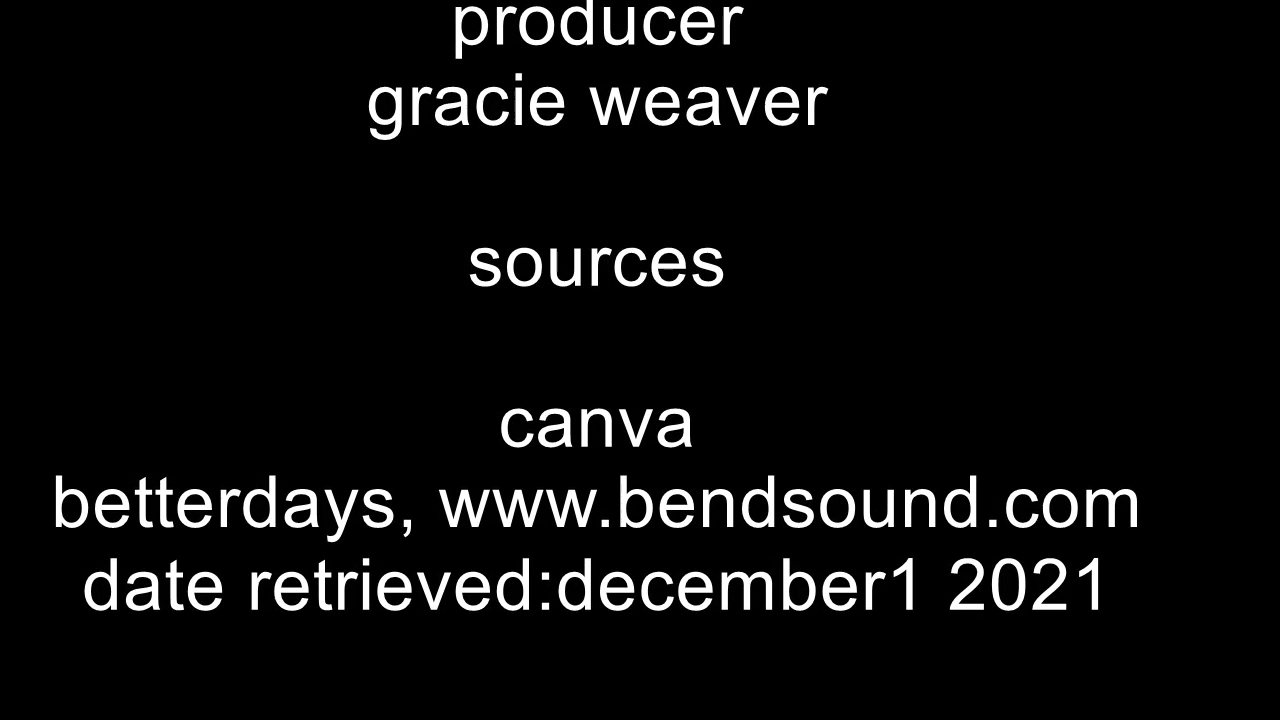 producer
gracie weaver
sources
canva
betterdays, www.bendsound.com
date retrieved:december1 2021